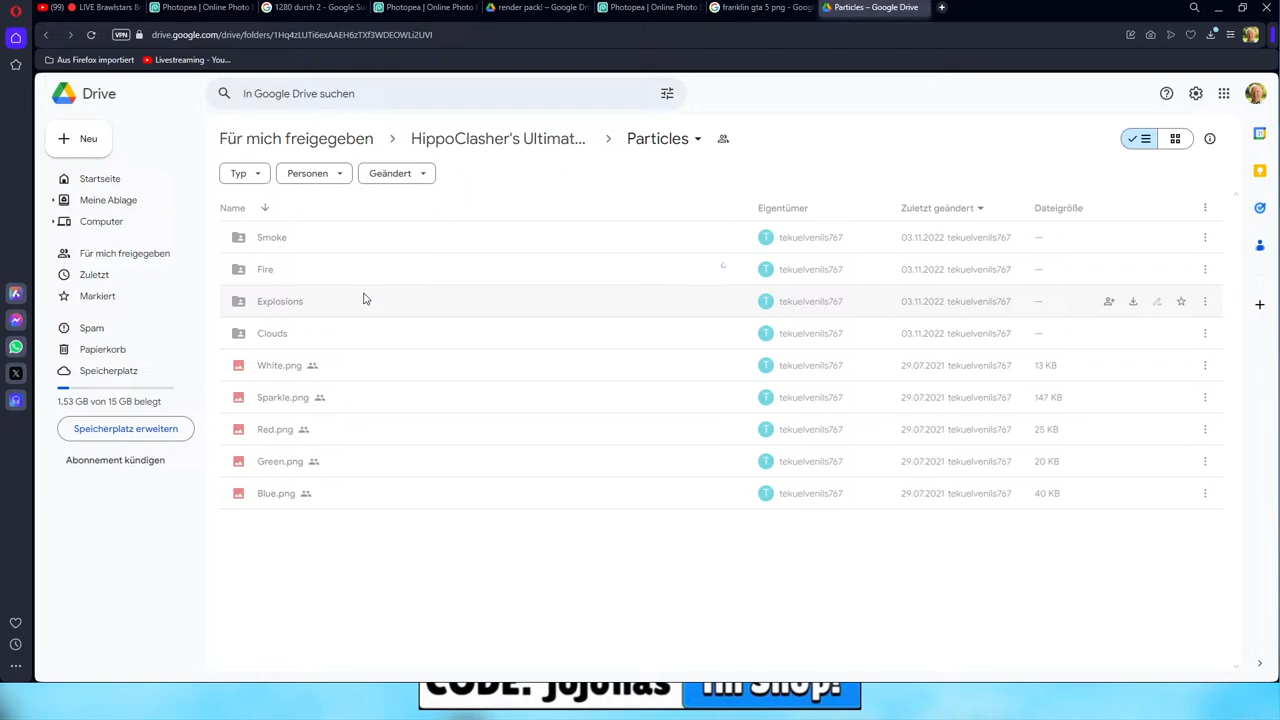 (99) 🔴 LIVE Brawlstars B
Photopea | Online Photo
1280 durch 2 - Google Su
Photopea | Online Photo
render pack! – Google Dri
Photopea | Online Photo
franklin gta 5 png - Goog
Particles – Google Drive
VPN
drive.google.com/drive/folders/1Hq4zLUTi6exAAEH6zTXf3WDEOWLi2UVI
Aus Firefox importiert
Livestreaming - You...
Drive
In Google Drive suchen
Neu
Startseite
Meine Ablage
Computer
Für mich freigegeben
Zuletzt
Markiert
Spam
Papierkorb
Speicherplatz
1,53 GB von 15 GB belegt
Speicherplatz erweitern
Abonnement kündigen
Für mich freigegeben
HippoClasher's Ultimat...
Particles
Typ
Personen
Geändert
Name
Eigentümer
Zuletzt geändert
Dateigröße
Smoke T tekuelvenils767 03.11.2022 tekuelvenils767 —
Fire T tekuelvenils767 03.11.2022 tekuelvenils767 —
Explosions T tekuelvenils767 03.11.2022 tekuelvenils767 —
Clouds T tekuelvenils767 03.11.2022 tekuelvenils767 —
White.png T tekuelvenils767 29.07.2021 tekuelvenils767 13 KB
Sparkle.png T tekuelvenils767 29.07.2021 tekuelvenils767 147 KB
Red.png T tekuelvenils767 29.07.2021 tekuelvenils767 25 KB
Green.png T tekuelvenils767 29.07.2021 tekuelvenils767 20 KB
Blue.png T tekuelvenils767 29.07.2021 tekuelvenils767 40 KB
CODE: jojonas im Shop!